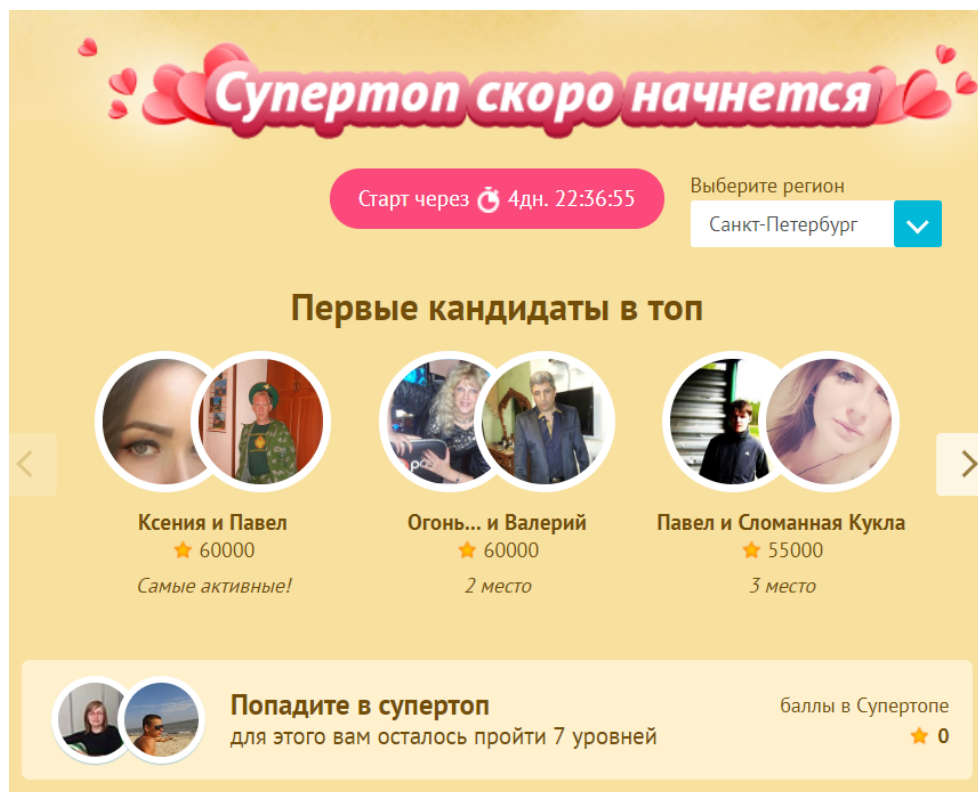 Супертоп скоро начнется
Старт через 4дн. 22:36:55
Выберите регион
Санкт-Петербург
Первые кандидаты в топ
Ксения и Павел
60000
Самые активные!
Огонь... и Валерий
60000
2 место
Павел и Сломанная Кукла
55000
3 место
Попадите в супертоп
для этого вам осталось пройти 7 уровней
баллы в Супертопе
0